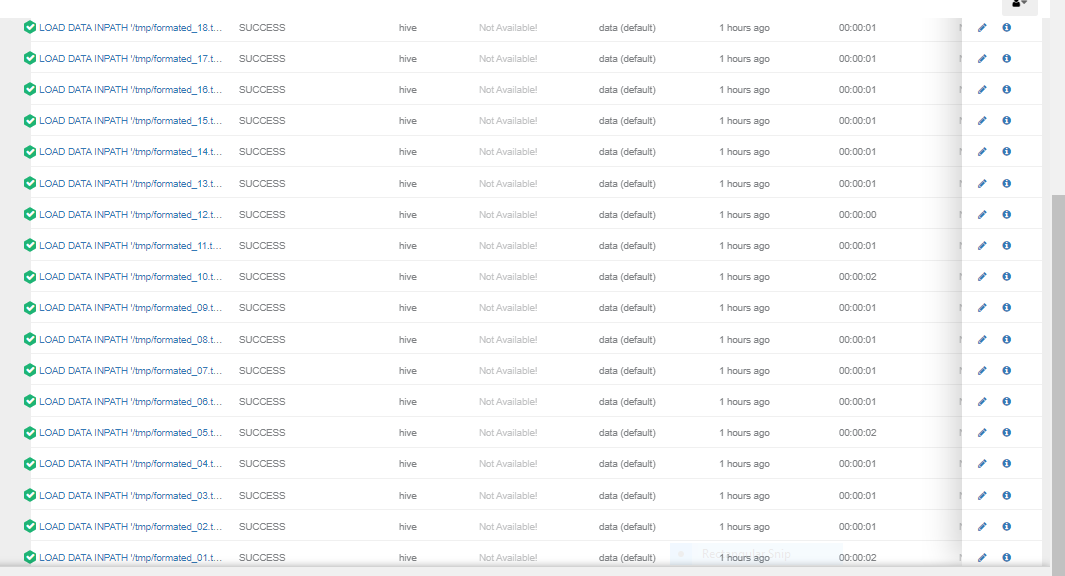 LOAD DATA INPATH '/tmp/formated_18.t... SUCCESS hive Not Available! data (default) 1 hours ago 00:00:01
LOAD DATA INPATH '/tmp/formated_17.t... SUCCESS hive Not Available! data (default) 1 hours ago 00:00:01
LOAD DATA INPATH '/tmp/formated_16.t... SUCCESS hive Not Available! data (default) 1 hours ago 00:00:01
LOAD DATA INPATH '/tmp/formated_15.t... SUCCESS hive Not Available! data (default) 1 hours ago 00:00:01
LOAD DATA INPATH '/tmp/formated_14.t... SUCCESS hive Not Available! data (default) 1 hours ago 00:00:01
LOAD DATA INPATH '/tmp/formated_13.t... SUCCESS hive Not Available! data (default) 1 hours ago 00:00:01
LOAD DATA INPATH '/tmp/formated_12.t... SUCCESS hive Not Available! data (default) 1 hours ago 00:00:00
LOAD DATA INPATH '/tmp/formated_11.t... SUCCESS hive Not Available! data (default) 1 hours ago 00:00:01
LOAD DATA INPATH '/tmp/formated_10.t... SUCCESS hive Not Available! data (default) 1 hours ago 00:00:02
LOAD DATA INPATH '/tmp/formated_09.t... SUCCESS hive Not Available! data (default) 1 hours ago 00:00:01
LOAD DATA INPATH '/tmp/formated_08.t... SUCCESS hive Not Available! data (default) 1 hours ago 00:00:01
LOAD DATA INPATH '/tmp/formated_07.t... SUCCESS hive Not Available! data (default) 1 hours ago 00:00:01
LOAD DATA INPATH '/tmp/formated_06.t... SUCCESS hive Not Available! data (default) 1 hours ago 00:00:01
LOAD DATA INPATH '/tmp/formated_05.t... SUCCESS hive Not Available! data (default) 1 hours ago 00:00:02
LOAD DATA INPATH '/tmp/formated_04.t... SUCCESS hive Not Available! data (default) 1 hours ago 00:00:01
LOAD DATA INPATH '/tmp/formated_03.t... SUCCESS hive Not Available! data (default) 1 hours ago 00:00:01
LOAD DATA INPATH '/tmp/formated_02.t... SUCCESS hive Not Available! data (default) 1 hours ago 00:00:01
LOAD DATA INPATH '/tmp/formated_01.t... SUCCESS hive Not Available! data (default) 1 hours ago 00:00:02